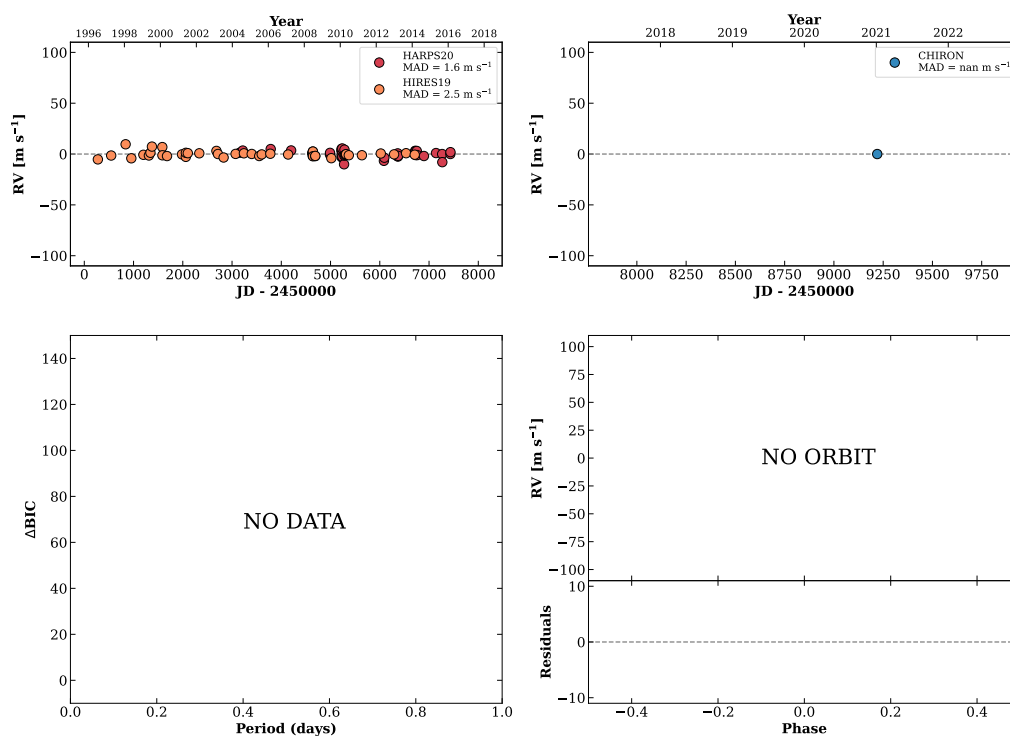 Year
1996 1998 2000 2002 2004 2006 2008 2010 2012 2014 2016 2018
HARPS20
MAD = 1.6 m s⁻¹
HIRES19
MAD = 2.5 m s⁻¹
RV [m s⁻¹]
100
50
0
−50
−100
0 1000 2000 3000 4000 5000 6000 7000 8000
JD - 2450000
Year
2018 2019 2020 2021 2022
CHIRON
MAD = nan m s⁻¹
RV [m s⁻¹]
100
50
0
−50
−100
8000 8250 8500 8750 9000 9250 9500 9750
JD - 2450000
ΔBIC
140
120
100
80
60
40
20
0
NO DATA
0.0 0.2 0.4 0.6 0.8 1.0
Period (days)
RV [m s⁻¹]
100
75
50
25
0
−25
−50
−75
−100
NO ORBIT
Residuals
10
0
−10
−0.4 −0.2 0.0 0.2 0.4
Phase